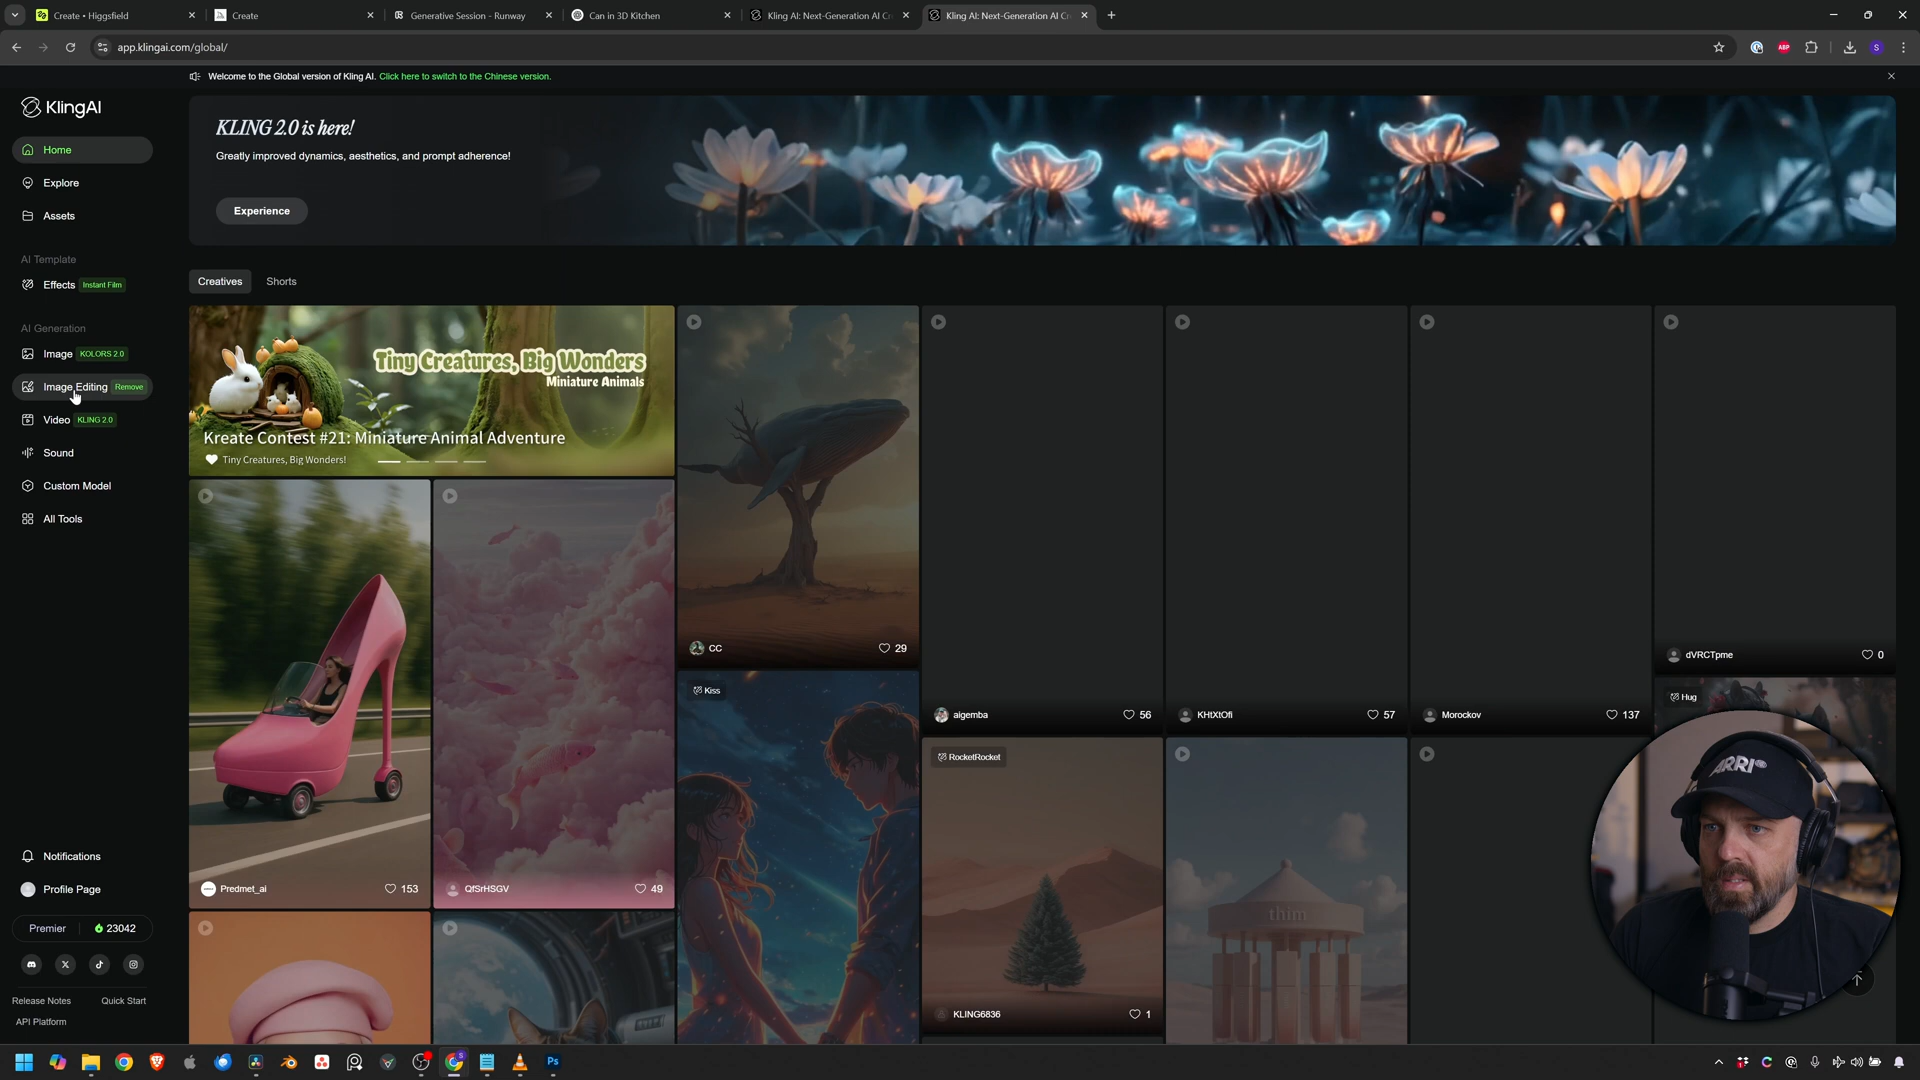 Create • Higgsfield
Create
Generative Session - Runway
Can in 3D Kitchen
Kling AI: Next-Generation AI Cr
Kling AI: Next-Generation AI Cr
app.klingai.com/global/
ABP
S
Welcome to the Global version of Kling AI. Click here to switch to the Chinese version.
KlingAI
Home
Explore
Assets
AI Template
Effects Instant Film
AI Generation
Image KOLORS 2.0
Image Editing Remove
Video KLING 2.0
Sound
Custom Model
All Tools
Notifications
Profile Page
Premier 23042
Release Notes Quick Start
API Platform
KLING 2.0 is here!
Greatly improved dynamics, aesthetics, and prompt adherence!
Experience
Creatives Shorts
Tiny Creatures, Big Wonders
Miniature Animals
Kreate Contest #21: Miniature Animal Adventure
Tiny Creatures, Big Wonders!
CC 29
aigemba 56
KHtXtOfi 57
Morockov 137
dVRCTpme 0
Kiss
Hug
RocketRocket
Predmet_ai 153
QfSrHSGV 49
thim
KLING6836 1
ARRI
Ps